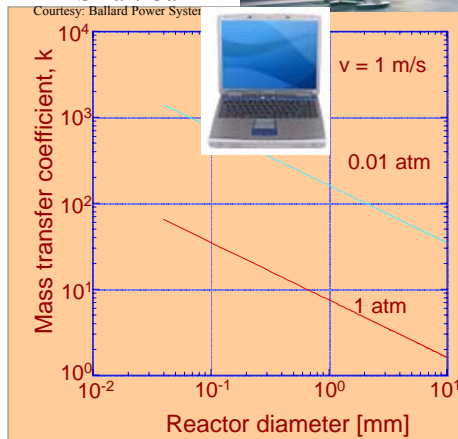 Courtesy: Ballard Power System
Mass transfer coefficient, k
10⁴
10³
10²
10¹
10⁰
v = 1 m/s
0.01 atm
1 atm
10⁻² 10⁻¹ 10⁰ 10¹
Reactor diameter [mm]